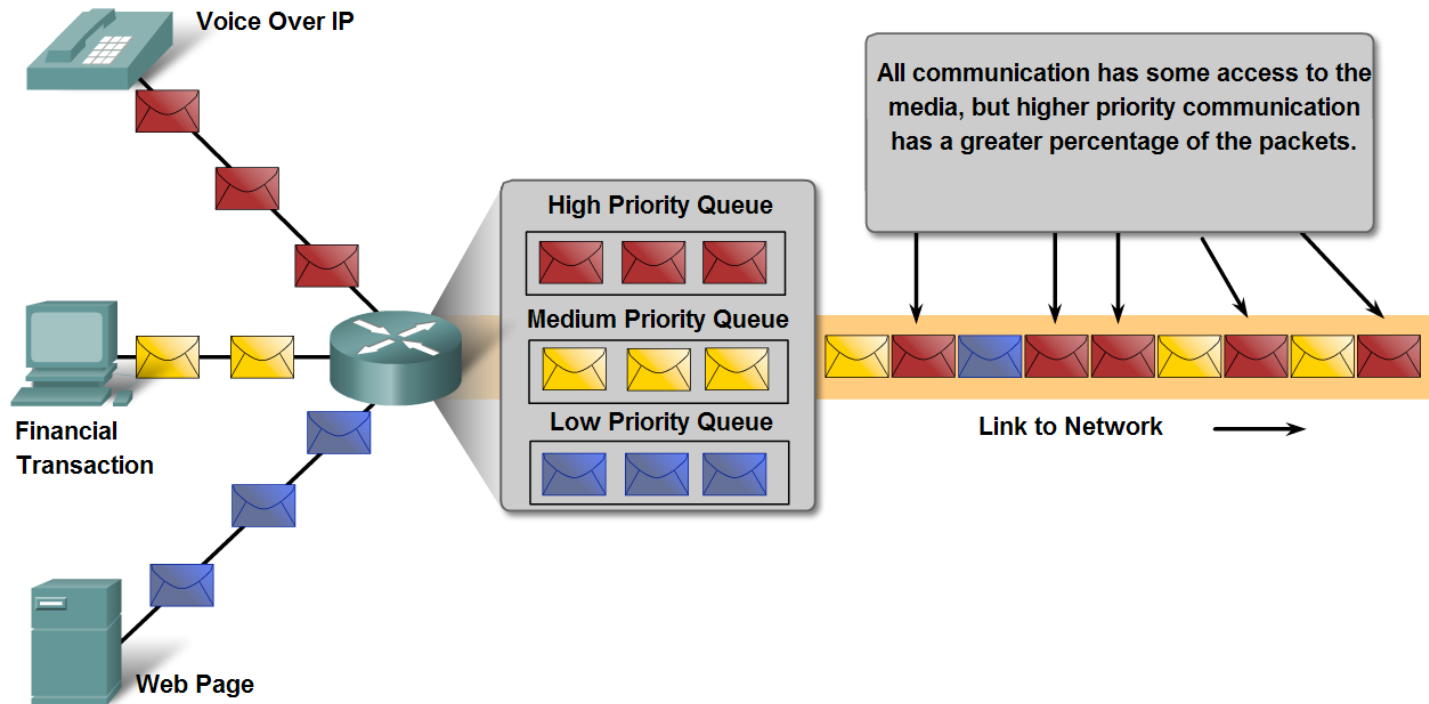 Voice Over IP
All communication has some access to the
media, but higher priority communication
has a greater percentage of the packets.
High Priority Queue
Medium Priority Queue
Low Priority Queue
Link to Network
Financial
Transaction
Web Page